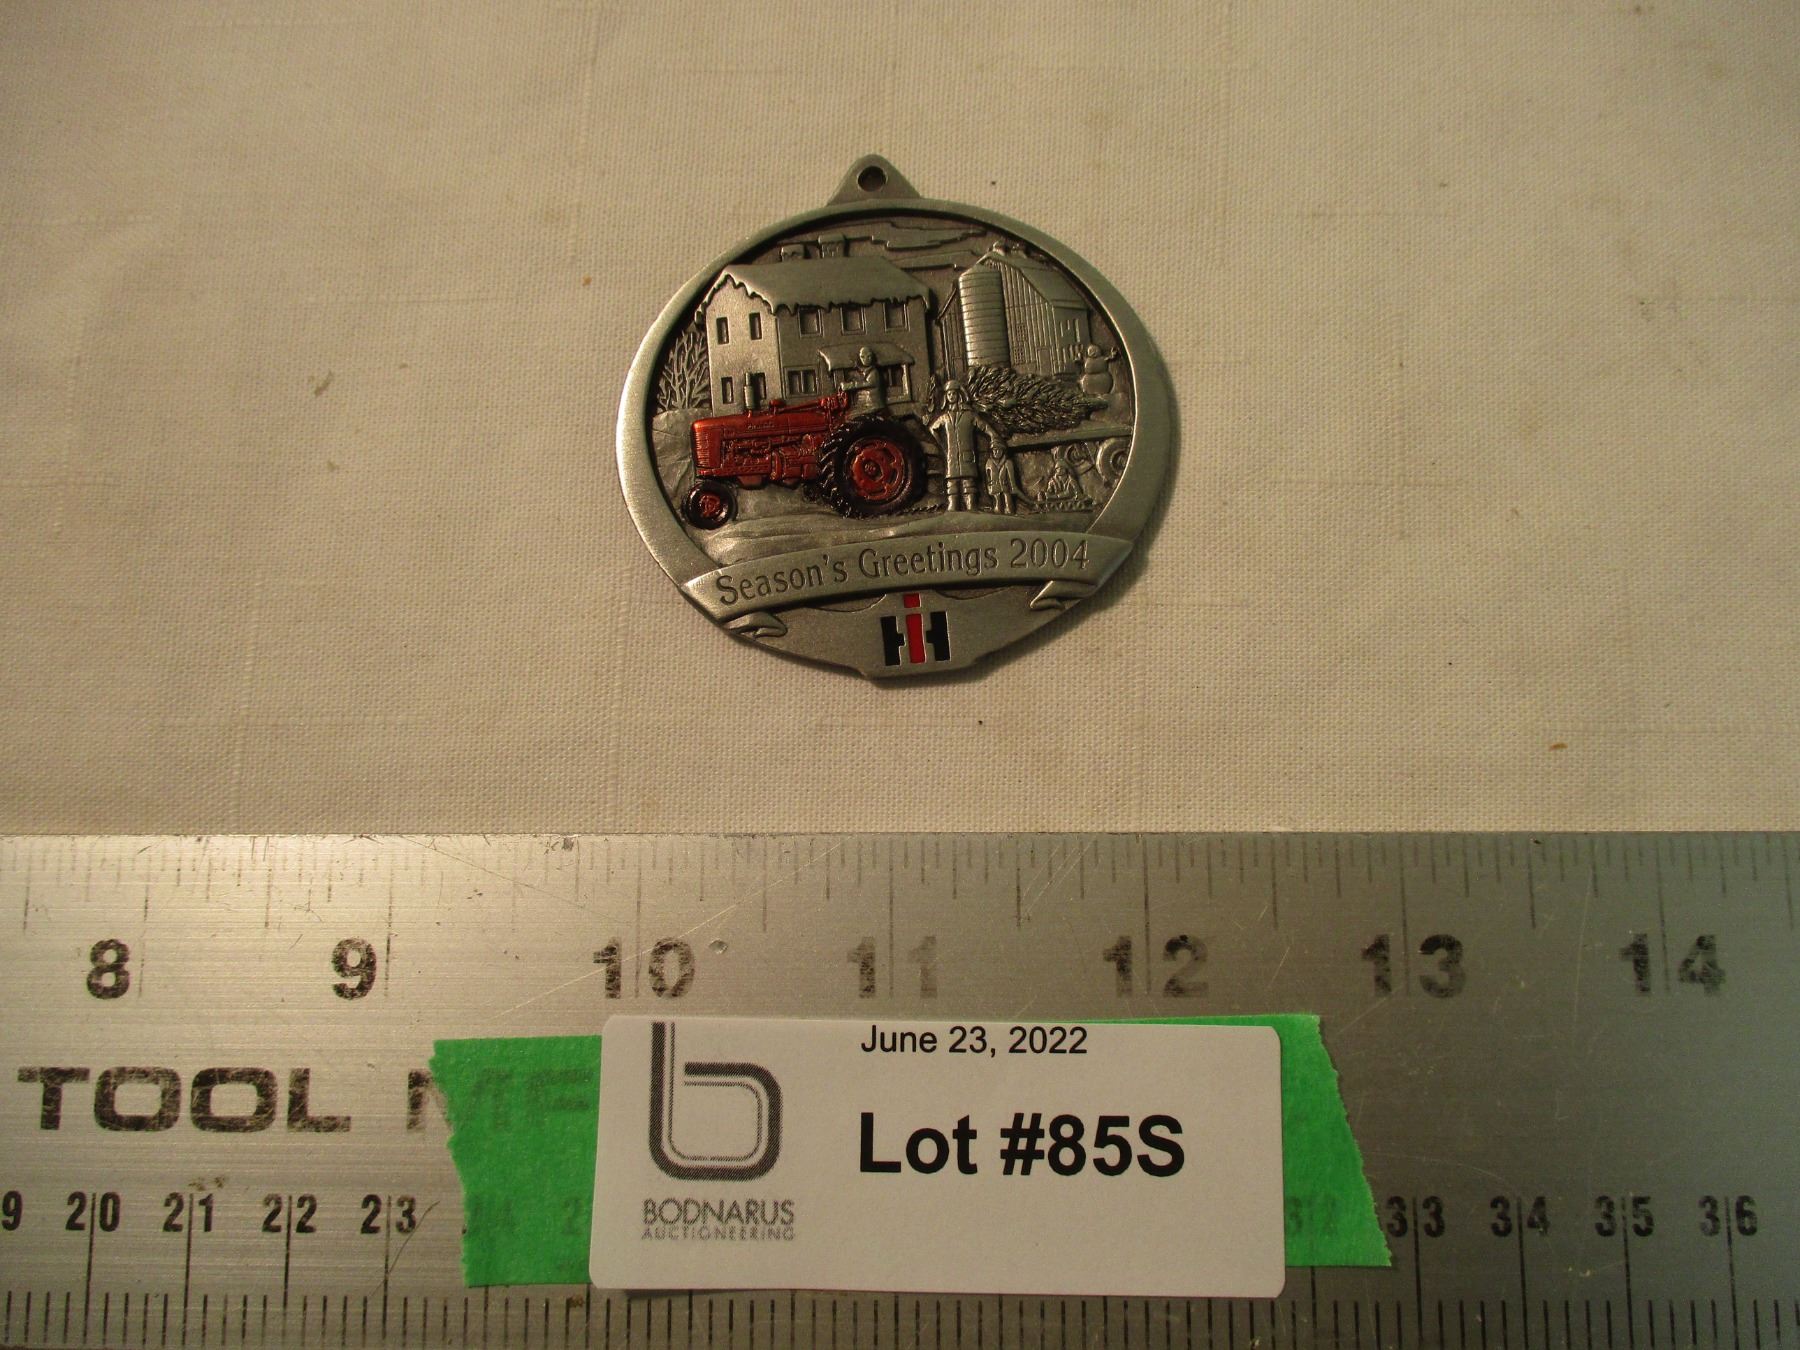 Season's Greetings 2004
IH
8 9 10 11 12 13 14
TOOL
June 23, 2022
Lot #85S
BODNARUS
AUCTIONEERING
9 20 21 22 23 33 34 35 36